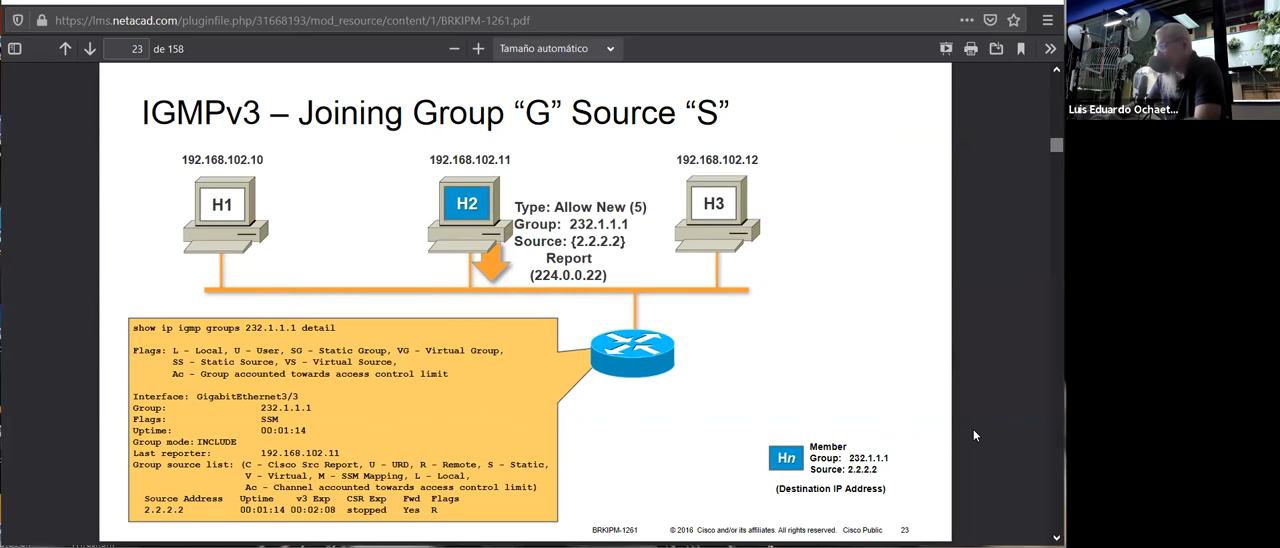 https://lms.netacad.com/pluginfile.php/31668193/mod_resource/content/1/BRKIPM-1261.pdf
23 de 158
Tamaño automático
Luis Eduardo Ochaet...
IGMPv3 – Joining Group “G” Source “S”
192.168.102.10
192.168.102.11
192.168.102.12
H1
H2
H3
Type: Allow New (5)
Group: 232.1.1.1
Source: {2.2.2.2}
Report
(224.0.0.22)
show ip igmp groups 232.1.1.1 detail
Flags: L - Local, U - User, SG - Static Group, VG - Virtual Group,
SS - Static Source, VS - Virtual Source,
Ac - Group accounted towards access control limit
Interface: GigabitEthernet3/3
Group: 232.1.1.1
Flags: SSM
Uptime: 00:01:14
Group mode: INCLUDE
Last reporter: 192.168.102.11
Group source list: (C - Cisco Src Report, U - URD, R - Remote, S - Static,
V - Virtual, M - SSM Mapping, L - Local,
Ac - Channel accounted towards access control limit)
Source Address Uptime v3 Exp CSR Exp Fwd Flags
2.2.2.2 00:01:14 00:02:08 stopped Yes R
Hn
Member
Group: 232.1.1.1
Source: 2.2.2.2
(Destination IP Address)
BRKIPM-1261 © 2016 Cisco and/or its affiliates. All rights reserved. Cisco Public 23